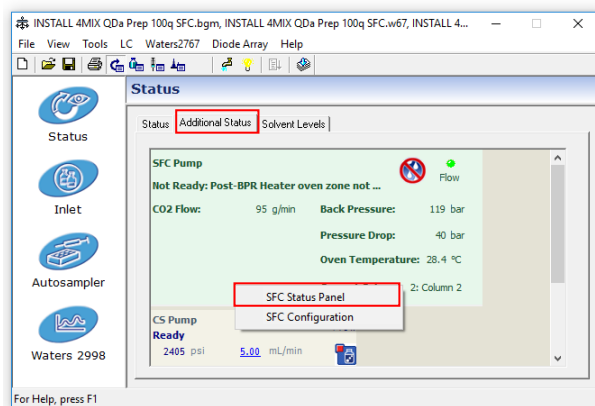 INSTALL 4MIX QDa Prep 100q SFC.bgm, INSTALL 4MIX QDa Prep 100q SFC.w67, INSTALL 4...
File View Tools LC Waters2767 Diode Array Help
Status
Status Additional Status Solvent Levels
Status
Inlet
Autosampler
Waters 2998
SFC Pump
Flow
Not Ready: Post-BPR Heater oven zone not ...
CO2 Flow: 95 g/min Back Pressure: 119 bar
Pressure Drop: 40 bar
Oven Temperature: 28.4 ºC
2: Column 2
SFC Status Panel
SFC Configuration
CS Pump
Ready
2405 psi 5.00 mL/min
For Help, press F1